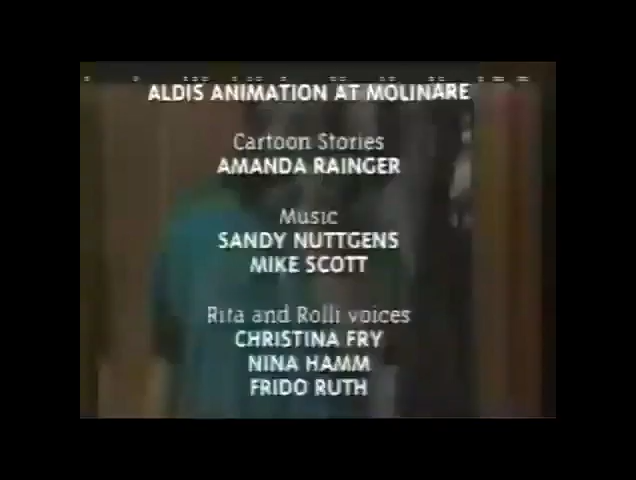 ALDIS ANIMATION AT MOLINARE
Cartoon Stories
AMANDA RAINGER
Music
SANDY NUTTGENS
MIKE SCOTT
Rita and Rolli voices
CHRISTINA FRY
NINA HAMM
FRIDO RUTH